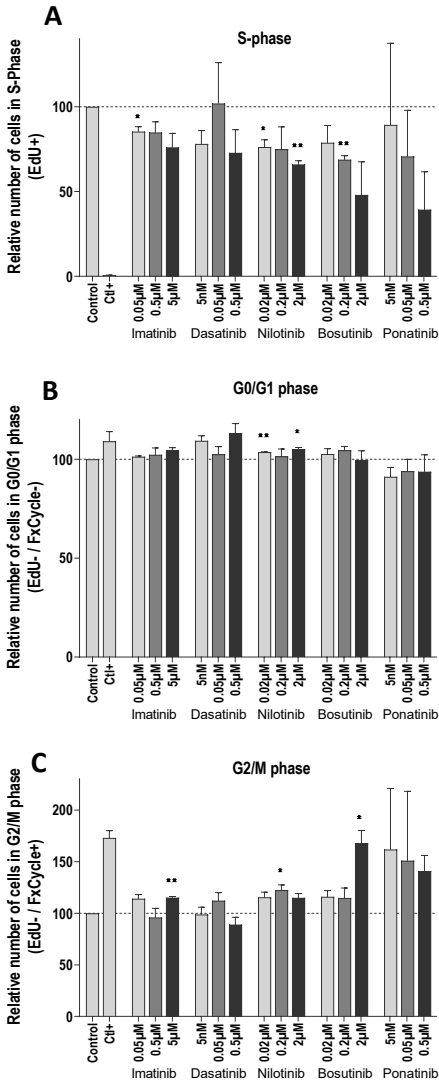 A
S-phase
Relative number of cells in S-Phase
(EdU+)
100
50
0
Control
Ctl+
0.05µM
0.5µM
5µM
5nM
0.05µM
0.5µM
0.02µM
0.2µM
2µM
0.02µM
0.2µM
2µM
5nM
0.05µM
0.5µM
* * ** **
Imatinib Dasatinib Nilotinib Bosutinib Ponatinib
B
G0/G1 phase
Relative number of cells in G0/G1 phase
(EdU- / FxCycle-)
100
50
0
Control
Ctl+
0.05µM
0.5µM
5µM
5nM
0.05µM
0.5µM
0.02µM
0.2µM
2µM
0.02µM
0.2µM
2µM
5nM
0.05µM
0.5µM
** *
Imatinib Dasatinib Nilotinib Bosutinib Ponatinib
C
G2/M phase
Relative number of cells in G2/M phase
(EdU- / FxCycle+)
200
150
100
50
0
Control
Ctl+
0.05µM
0.5µM
5µM
5nM
0.05µM
0.5µM
0.02µM
0.2µM
2µM
0.02µM
0.2µM
2µM
5nM
0.05µM
0.5µM
** * *
Imatinib Dasatinib Nilotinib Bosutinib Ponatinib